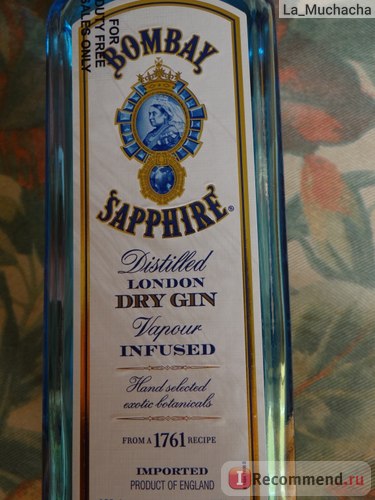 La_Muchacha
FOR
DUTY FREE
SALES ONLY
BOMBAY
SAPPHIRE®
Distilled
LONDON
DRY GIN
Vapour
INFUSED
Hand selected
exotic botanicals
FROM A 1761 RECIPE
IMPORTED
PRODUCT OF ENGLAND
iRecommend.ru